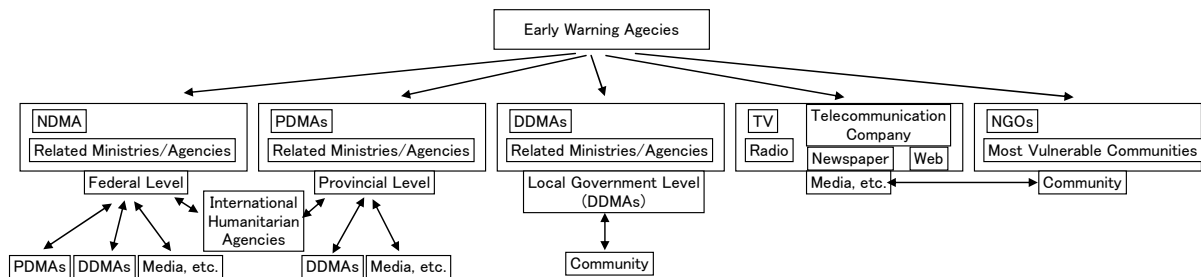 Early Warning Agecies
NDMA
Related Ministries/Agencies
Federal Level
PDMAs
Related Ministries/Agencies
Provincial Level
DDMAs
Related Ministries/Agencies
Local Government Level
(DDMAs)
TV
Telecommunication
Company
Radio
Newspaper
Web
Media, etc.
NGOs
Most Vulnerable Communities
Community
International
Humanitarian
Agencies
PDMAs
DDMAs
Media, etc.
DDMAs
Media, etc.
Community